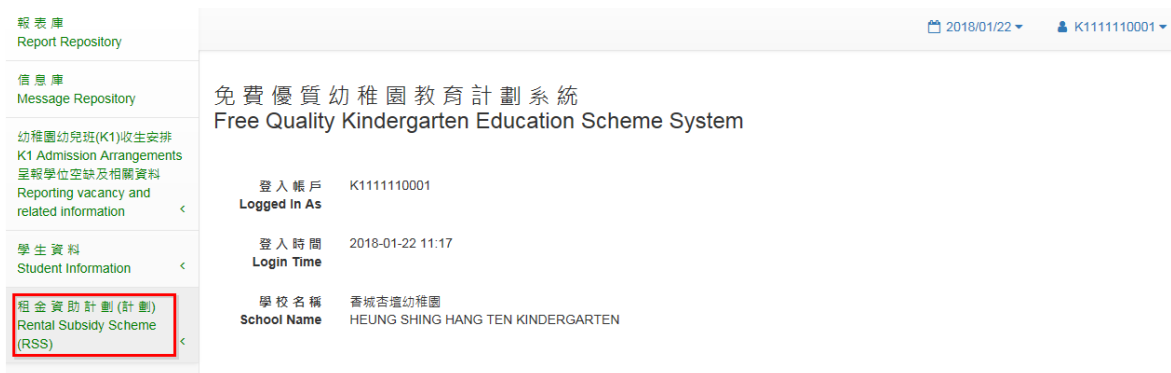 報表庫
Report Repository
信息庫
Message Repository
幼稚園幼兒班(K1)收生安排
K1 Admission Arrangements
呈報學位空缺及相關資料
Reporting vacancy and
related information <
學生資料
Student Information <
租金資助計劃(計劃)
Rental Subsidy Scheme
(RSS) <
2018/01/22 K1111110001
免費優質幼稚園教育計劃系統
Free Quality Kindergarten Education Scheme System
登入帳戶 K1111110001
Logged In As
登入時間 2018-01-22 11:17
Login Time
學校名稱 香城杏壇幼稚園
School Name HEUNG SHING HANG TEN KINDERGARTEN